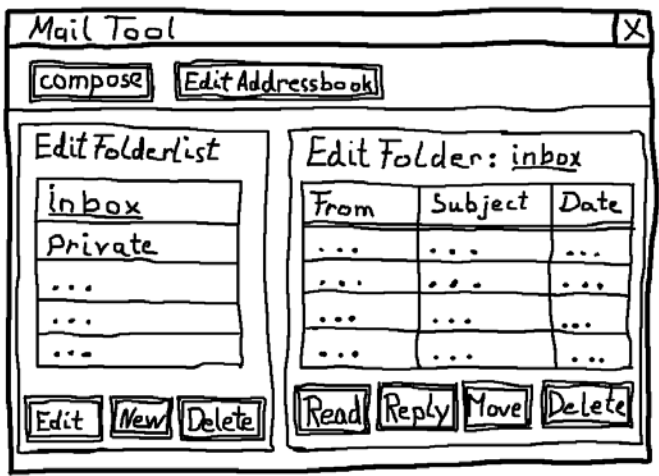 Mail Tool X
compose Edit Addressbook
Edit Folderlist
inbox
Private
...
...
...
Edit New Delete
Edit Folder: inbox
From Subject Date
... ... ...
... ... ...
... ... ...
... ... ...
Read Reply Move Delete